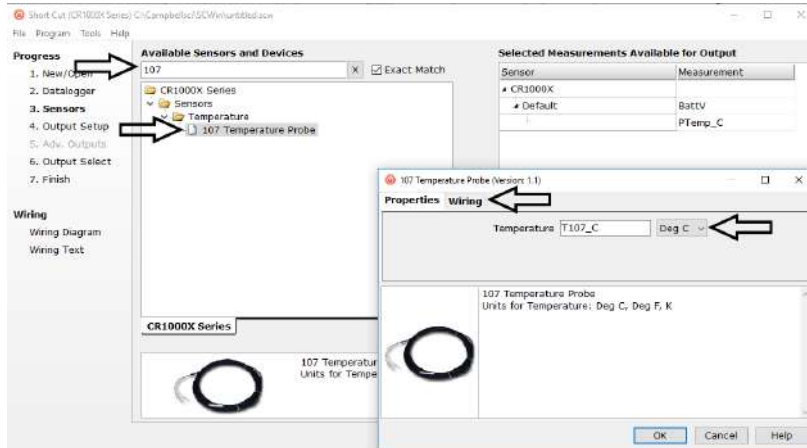 Short Cut (CR1000X Series) C:\Campbellsci\SCWin\untitled.scw
File Program Tools Help
Progress
1. New/Open
2. Datalogger
3. Sensors
4. Output Setup
5. Adv. Outputs
6. Output Select
7. Finish
Wiring
Wiring Diagram
Wiring Text
Available Sensors and Devices
107
Exact Match
CR1000X Series
Sensors
Temperature
107 Temperature Probe
CR1000X Series
107 Temperatur
Units for Tempe
Selected Measurements Available for Output
Sensor Measurement
CR1000X
Default BattV
PTemp_C
107 Temperature Probe (Version: 1.1)
Properties Wiring
Temperature T107_C Deg C
107 Temperature Probe
Units for Temperature: Deg C, Deg F, K
OK Cancel Help